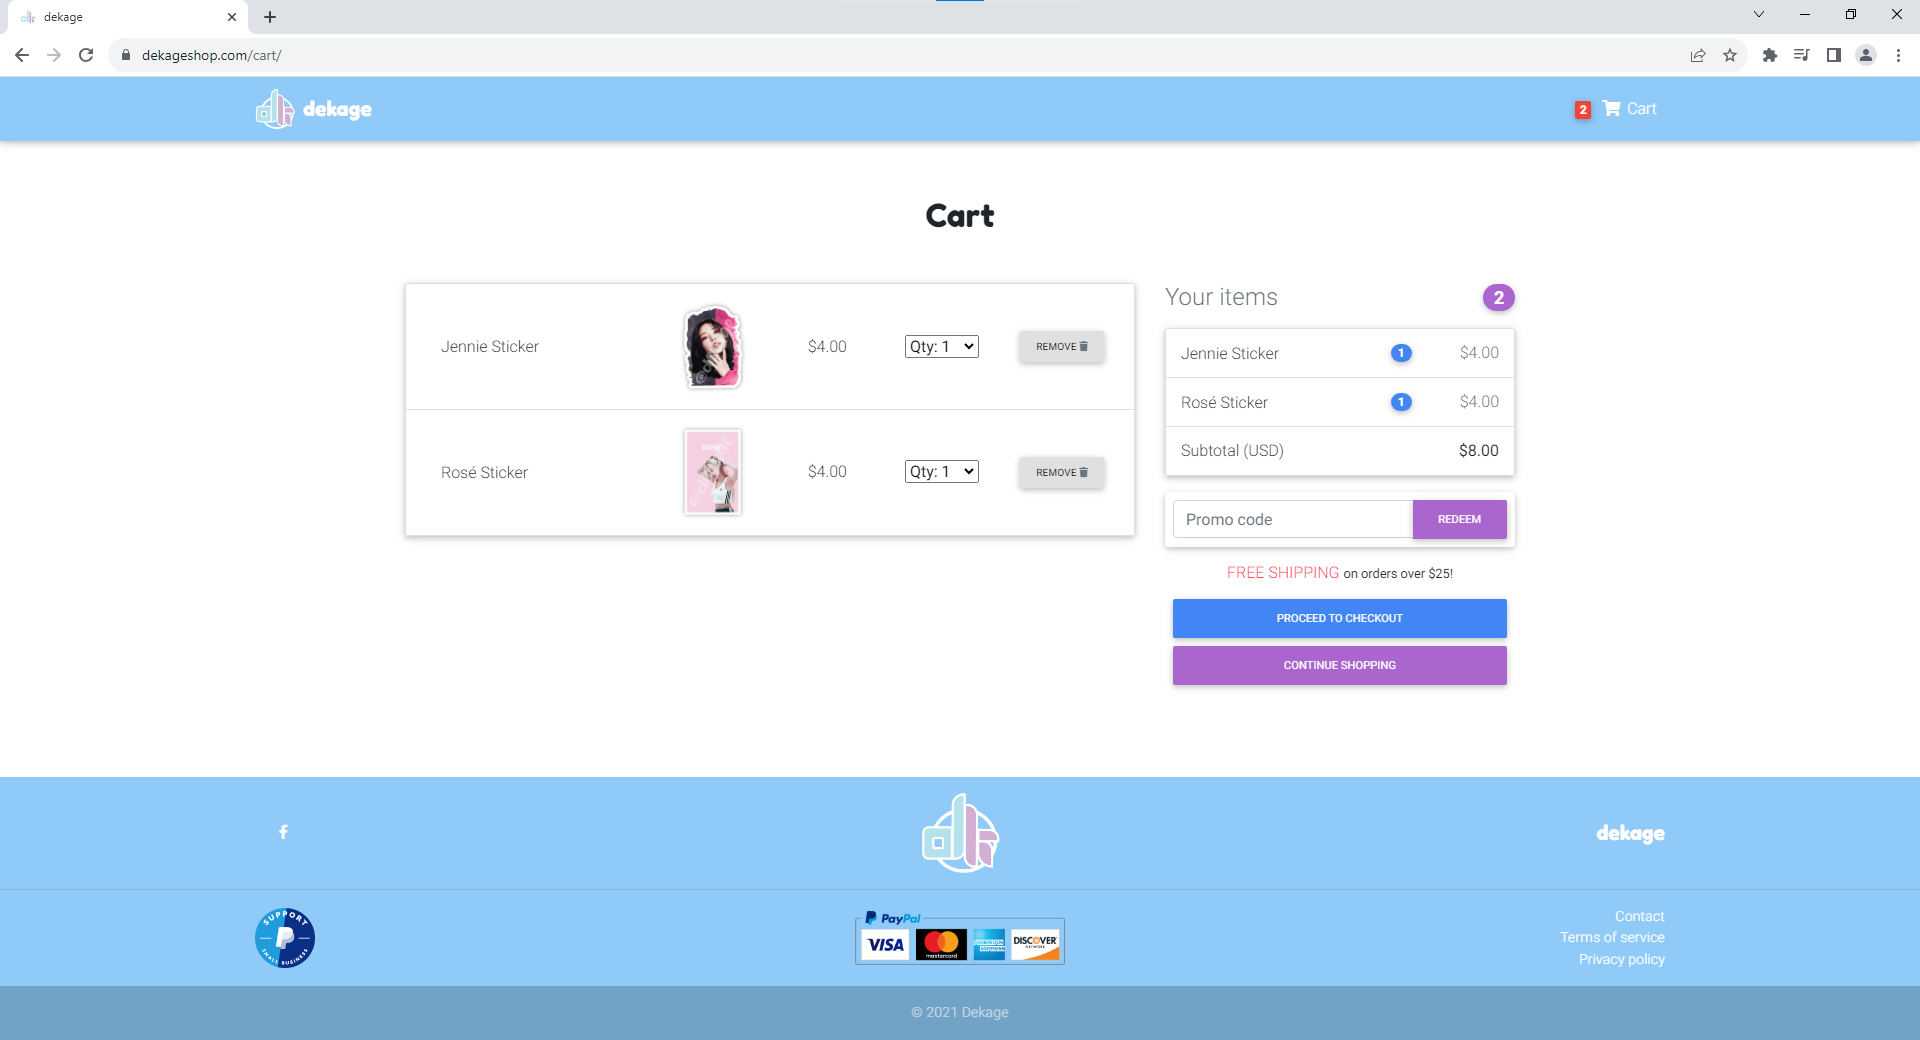 dekage
dekageshop.com/cart/
dekage
2 Cart
Cart
Jennie Sticker $4.00 Qty: 1 REMOVE
Rosé Sticker $4.00 Qty: 1 REMOVE
Your items 2
Jennie Sticker 1 $4.00
Rosé Sticker 1 $4.00
Subtotal (USD) $8.00
Promo code REDEEM
FREE SHIPPING on orders over $25!
PROCEED TO CHECKOUT
CONTINUE SHOPPING
dekage
SUPPORT
SMALL BUSINESS
PayPal
VISA
mastercard
AMERICAN EXPRESS
DISCOVER
NETWORK
Contact
Terms of service
Privacy policy
© 2021 Dekage